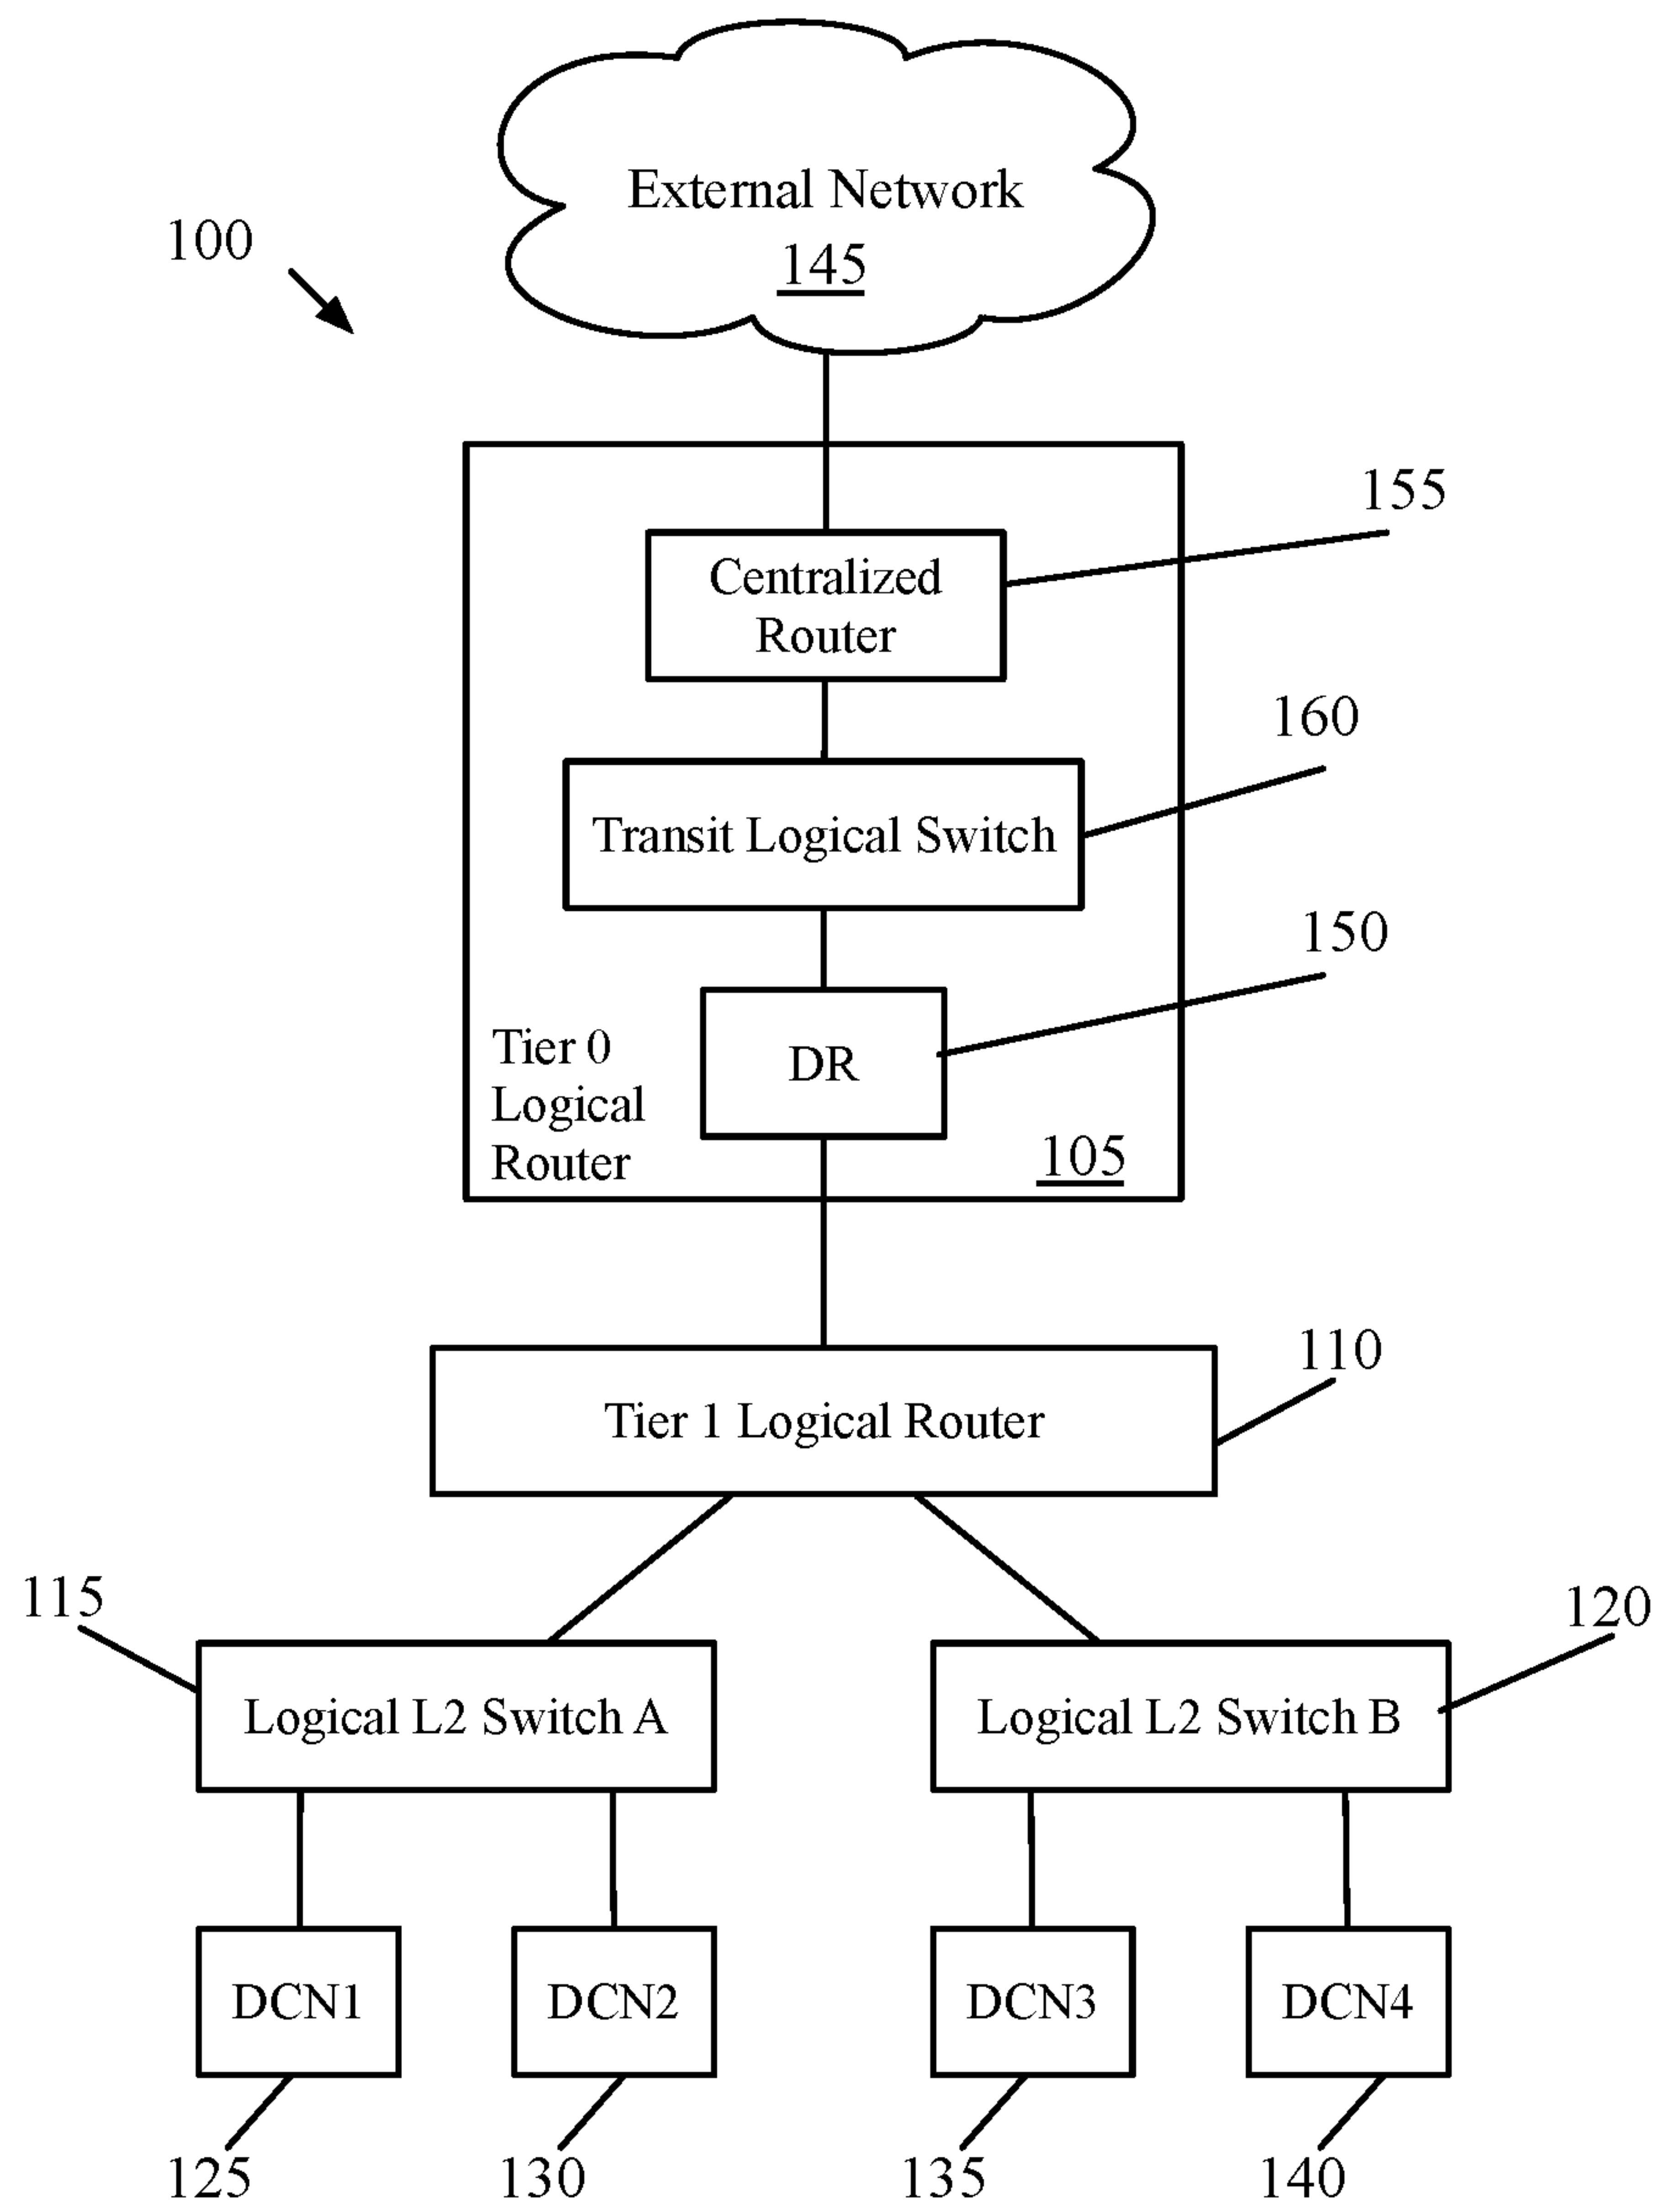 External Network
145
100
155
Centralized
Router
160
Transit Logical Switch
150
DR
Tier 0
Logical
Router
105
110
Tier 1 Logical Router
115
120
Logical L2 Switch A
Logical L2 Switch B
DCN1
DCN2
DCN3
DCN4
125
130
135
140